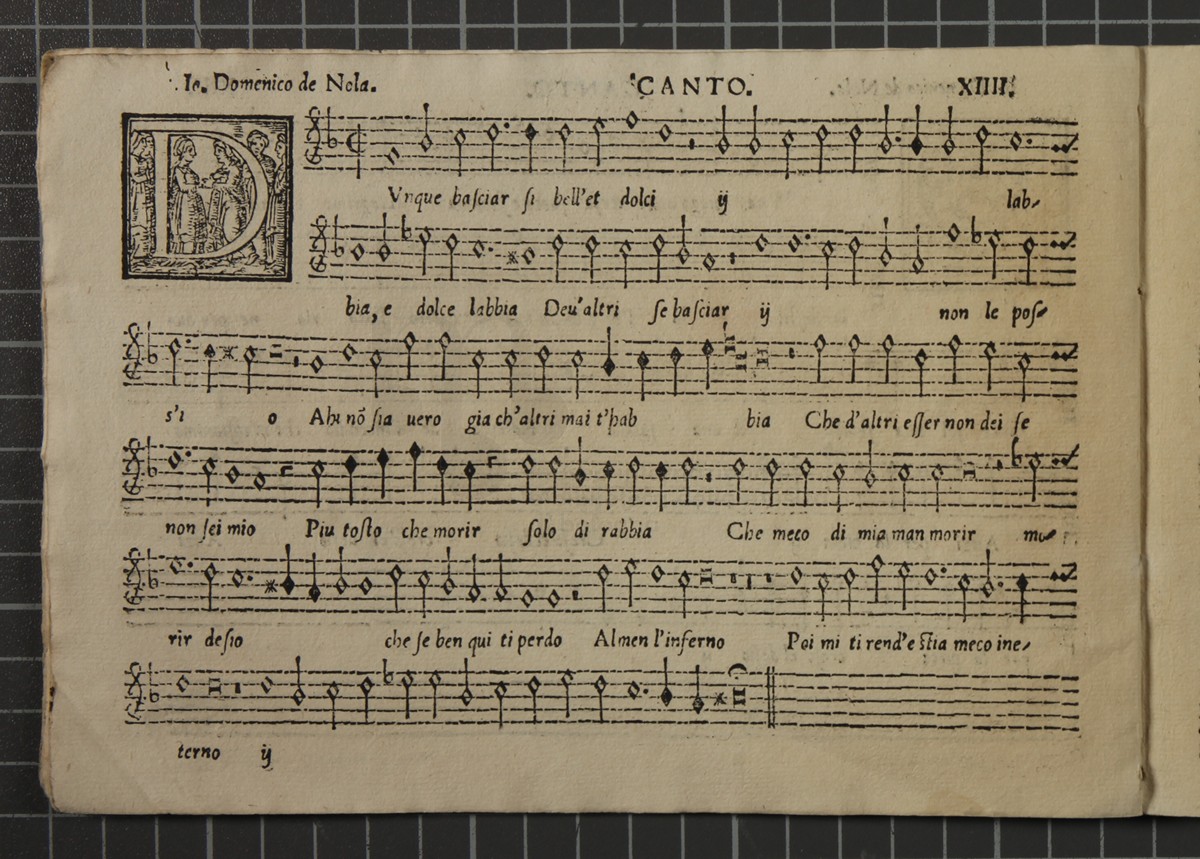 Io. Domenico de Nola. CANTO. XIIII.
DVnque basciar si bell'et dolci ij lab-
bia, e dolce labbia Deu'altri se basciar ij non le pos-
s'i o Ahi nõ sia uero gia ch'altri mai t'hab bia Che d'altri esser non dei se
non sei mio Piu tosto che morir solo di rabbia Che meco di mia man morir mo-
rir desio che se ben qui ti perdo Almen l'inferno Poi mi ti rend'e stia meco ine-
terno ij